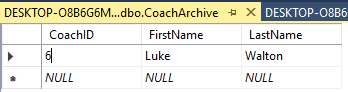 DESKTOP-O8B6G6M...dbo.CoachArchive DESKTOP-O8B6
CoachID FirstName LastName
6 Luke Walton
NULL NULL NULL